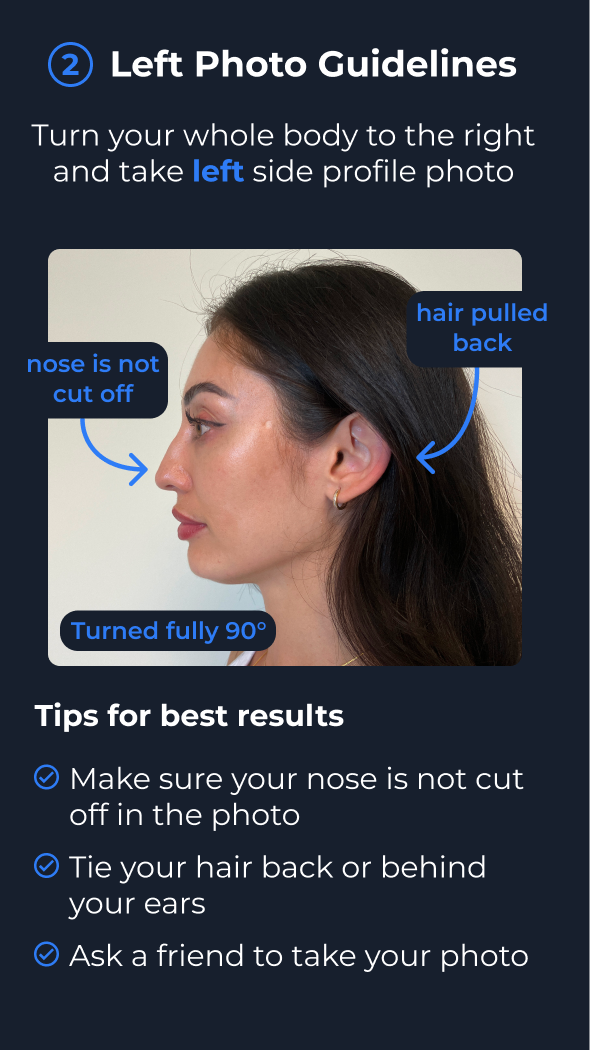 2 Left Photo Guidelines
Turn your whole body to the right
and take left side profile photo
hair pulled
back
nose is not
cut off
Turned fully 90°
Tips for best results
Make sure your nose is not cut
off in the photo
Tie your hair back or behind
your ears
Ask a friend to take your photo